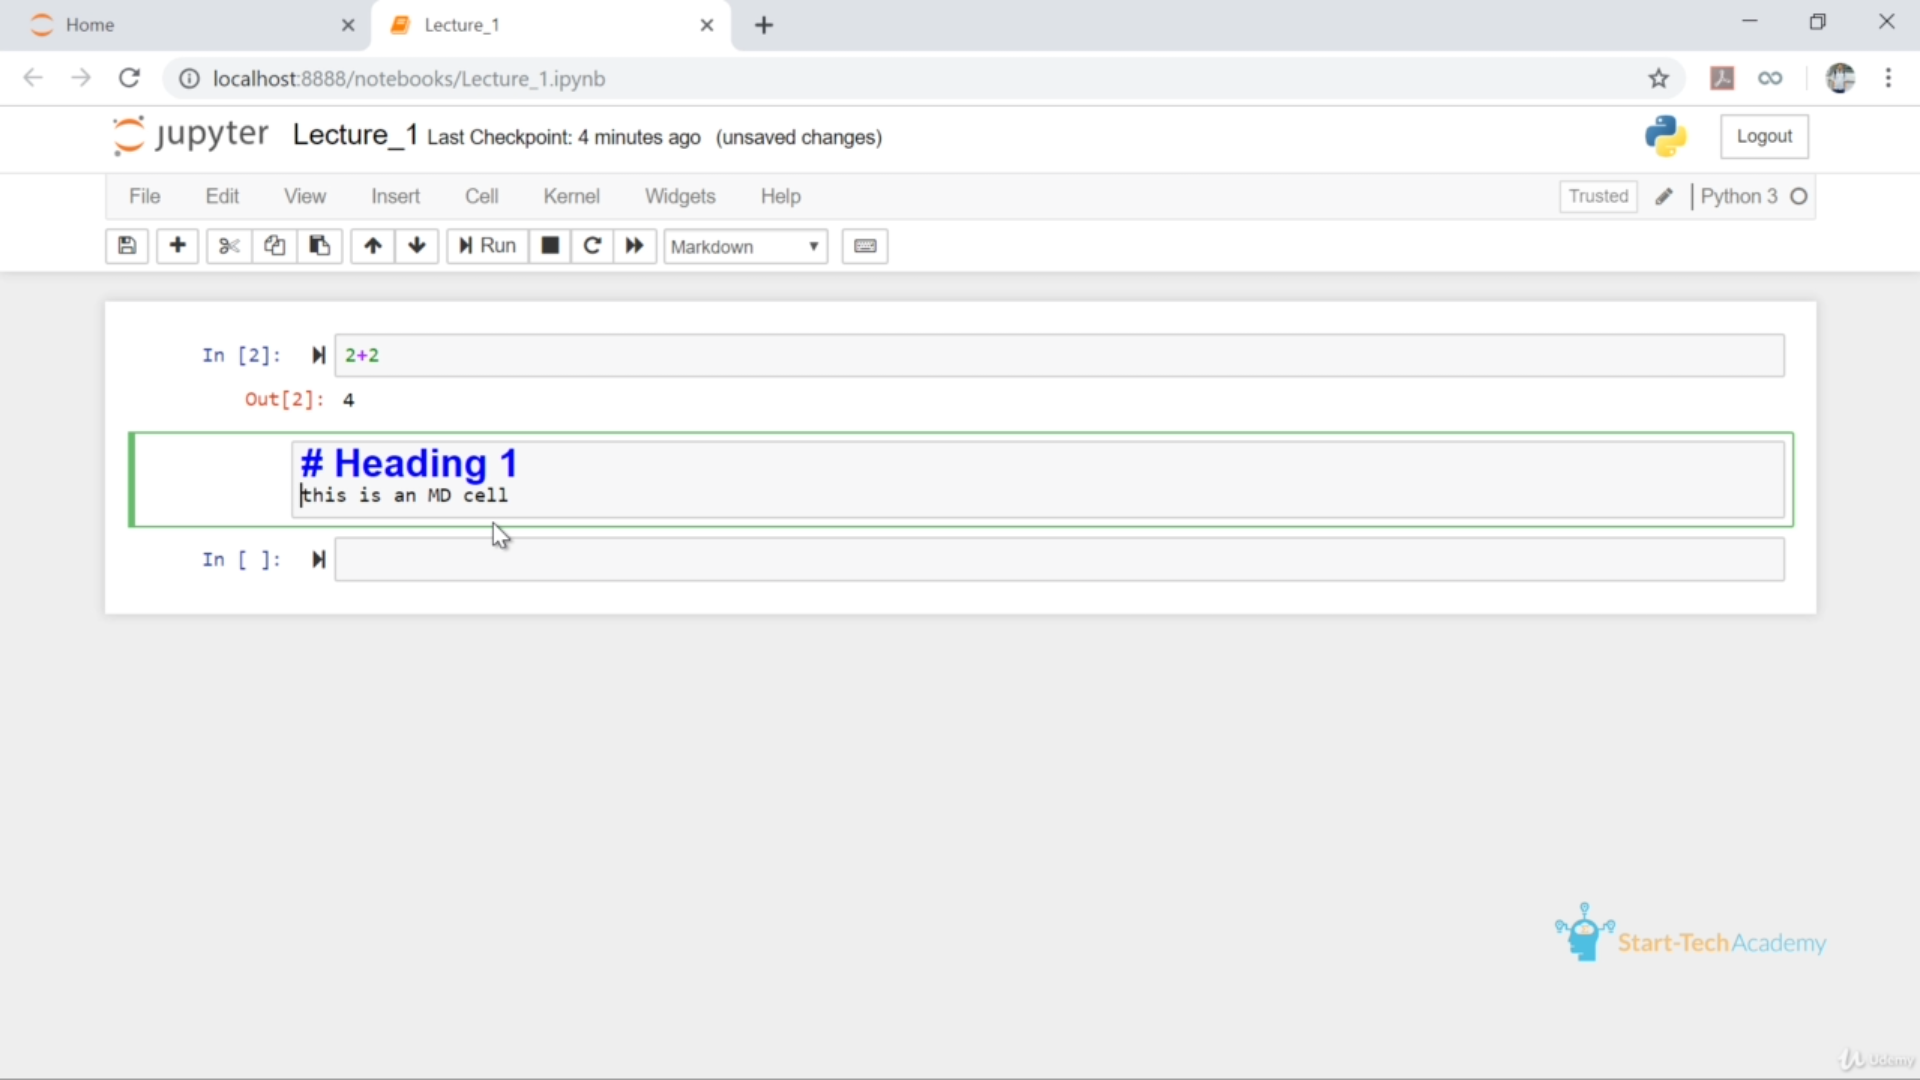 Home
Lecture_1
localhost:8888/notebooks/Lecture_1.ipynb
jupyter Lecture_1 Last Checkpoint: 4 minutes ago (unsaved changes)
Logout
File Edit View Insert Cell Kernel Widgets Help
Trusted Python 3
Run
Markdown
In [2]: 2+2
Out[2]: 4
# Heading 1
this is an MD cell
In [ ]:
Start-TechAcademy
Udemy